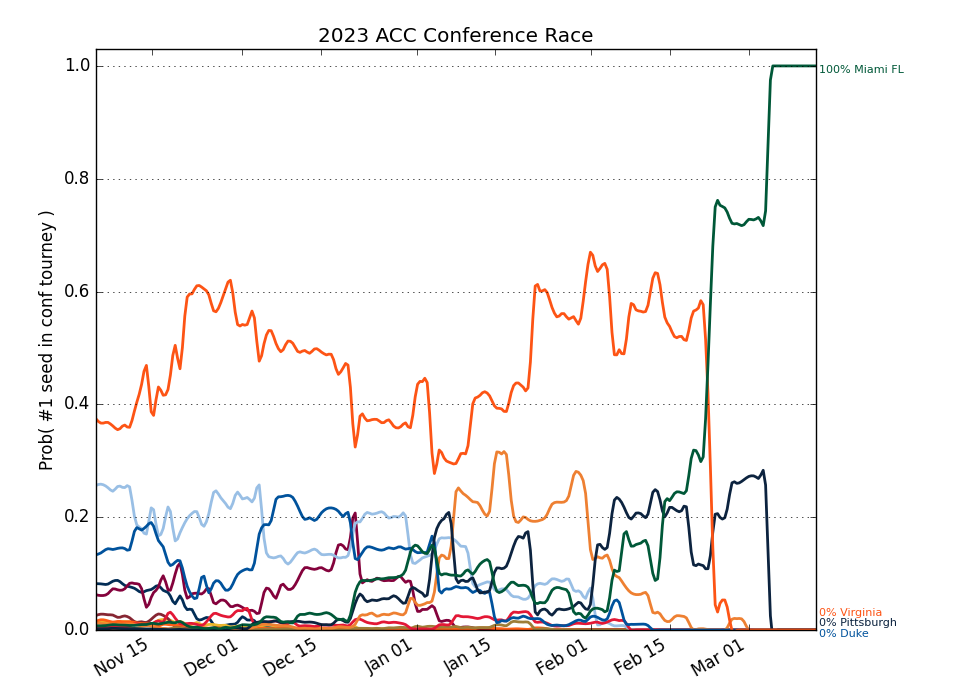 2023 ACC Conference Race
Prob( #1 seed in conf tourney )
1.0
0.8
0.6
0.4
0.2
0.0
100% Miami FL
0% Virginia
0% Pittsburgh
0% Duke
Nov 15
Dec 01
Dec 15
Jan 01
Jan 15
Feb 01
Feb 15
Mar 01